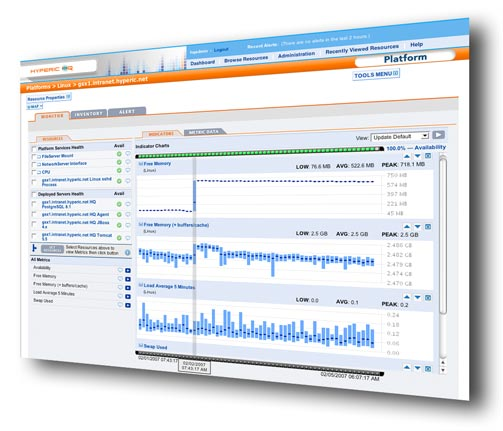 HYPERIC HQ
hqadmin Logout
Recent Alerts: (There are no alerts in the last 2 hours.)
Dashboard Browse Resources Administration Recently Viewed Resources Help
Platforms > Linux > gsx1.intranet.hyperic.net
Platform
Resource Properties
TOOLS MENU
MONITOR INVENTORY ALERT
RESOURCES
INDICATORS METRIC DATA
View: Update Default
Platform Services Health Avail
Indicator Charts
100.0% — Availability
FileServer Mount
NetworkServer Interface
CPU
gsx1.intranet.hyperic.net Linux
Process
Free Memory
(Linux)
LOW: 76.6 MB AVG: 522.6 MB PEAK: 718.1 MB
750 MB
574 MB
397 MB
221 MB
45 MB
Deployed Servers Health Avail
gsx1.intranet.hyperic.net HQ
PostgreSQL 8.1
gsx1.intranet.hyperic.net HQ Agent
gsx1.intranet.hyperic.net HQ JBoss
4.x
gsx1.intranet.hyperic.net HQ Tomcat
5.5
Free Memory (+ buffers/cache)
(Linux)
LOW: 2.5 GB AVG: 2.5 GB PEAK: 2.5 GB
2.486 GB
2.482 GB
2.478 GB
2.474 GB
2.470 GB
Select Resources above to
view Metrics then click button
All Metrics
Availability
Free Memory
Free Memory (+ buffers/cache)
Load Average 5 Minutes
Swap Used
Load Average 5 Minutes
(Linux)
LOW: 0.0 AVG: 0.1 PEAK: 0.2
0.24
0.18
0.12
0.06
0.00
Swap Used
02/01/2007 07:43:17
02/02/2007
07:43:17 AM
02/05/2007 06:07:17 AM